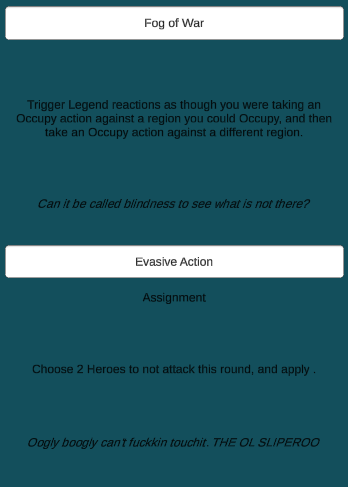 Fog of War
Trigger Legend reactions as though you were taking an
Occupy action against a region you could Occupy, and then
take an Occupy action against a different region.
Can it be called blindness to see what is not there?
Evasive Action
Assignment
Choose 2 Heroes to not attack this round, and apply .
Oogly boogly can't fuckkin touchit. THE OL SLIPEROO